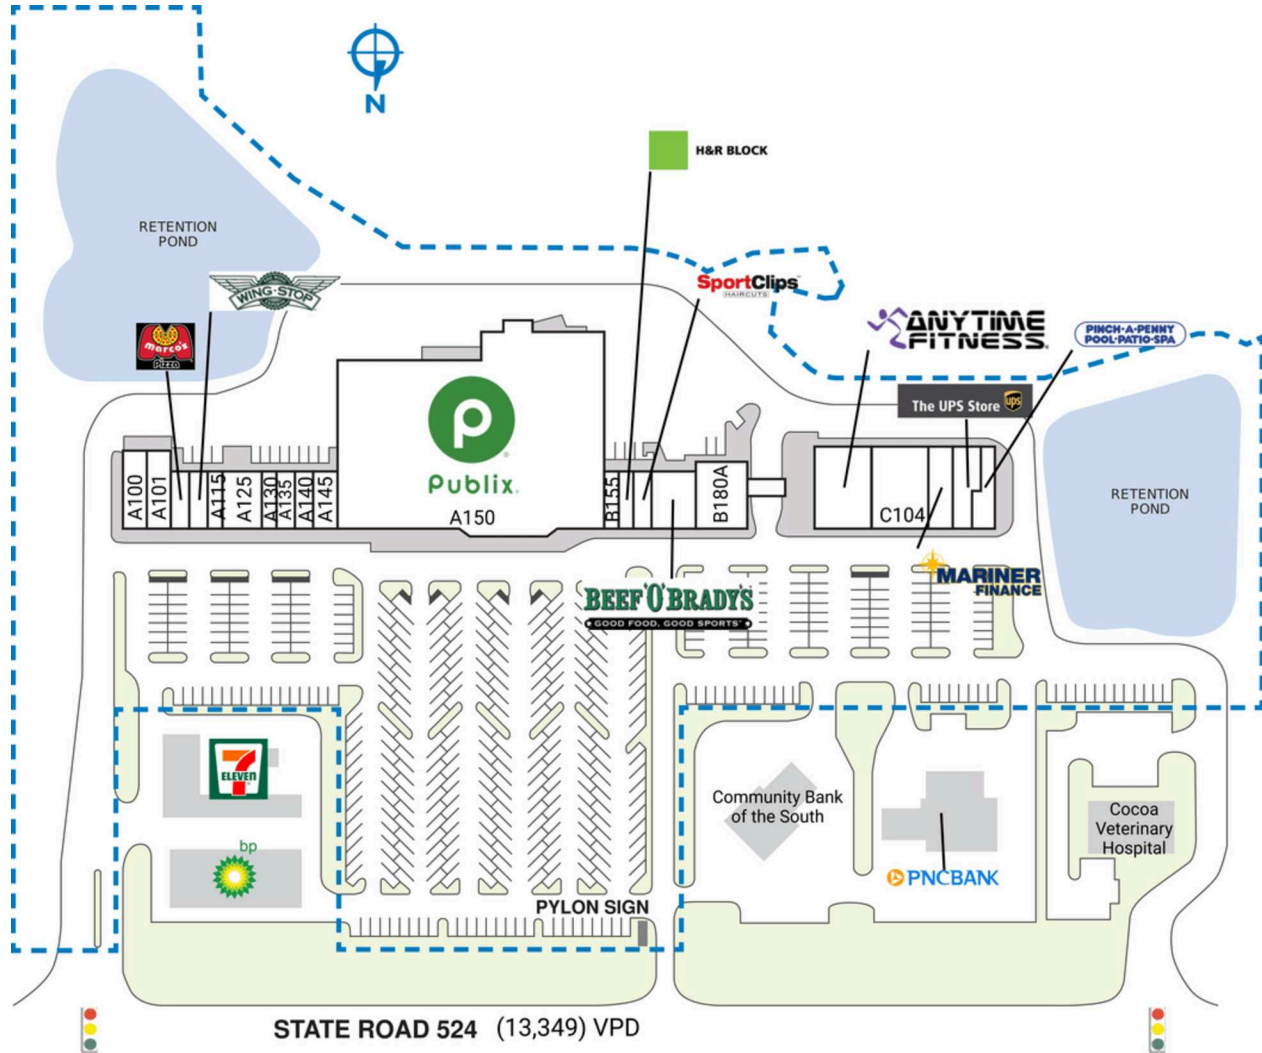 N
H&R BLOCK
RETENTION
POND
WING·STOP
SportClips
HAIRCUTS
marco's
Pizza
ANYTIME
FITNESS®
PINCH-A-PENNY
POOL·PATIO·SPA
The UPS Store
ups
Publix®
A100
A101
A115
A125
A130
A135
A140
A145
A150
B155
B180A
C104
RETENTION
POND
MARINER
FINANCE
BEEF 'O' BRADY'S
GOOD FOOD, GOOD SPORTS
7
ELEVEN
bp
Community Bank
of the South
PNCBANK
Cocoa
Veterinary
Hospital
PYLON SIGN
STATE ROAD 524 (13,349) VPD